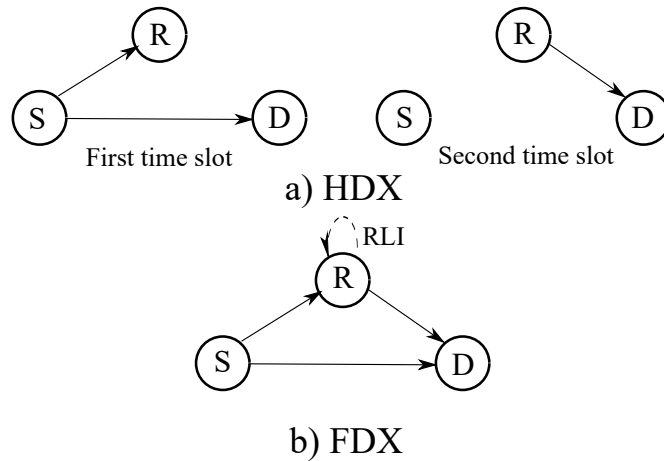 R
S
D
First time slot
R
S
D
Second time slot
a) HDX
RLI
R
S
D
b) FDX